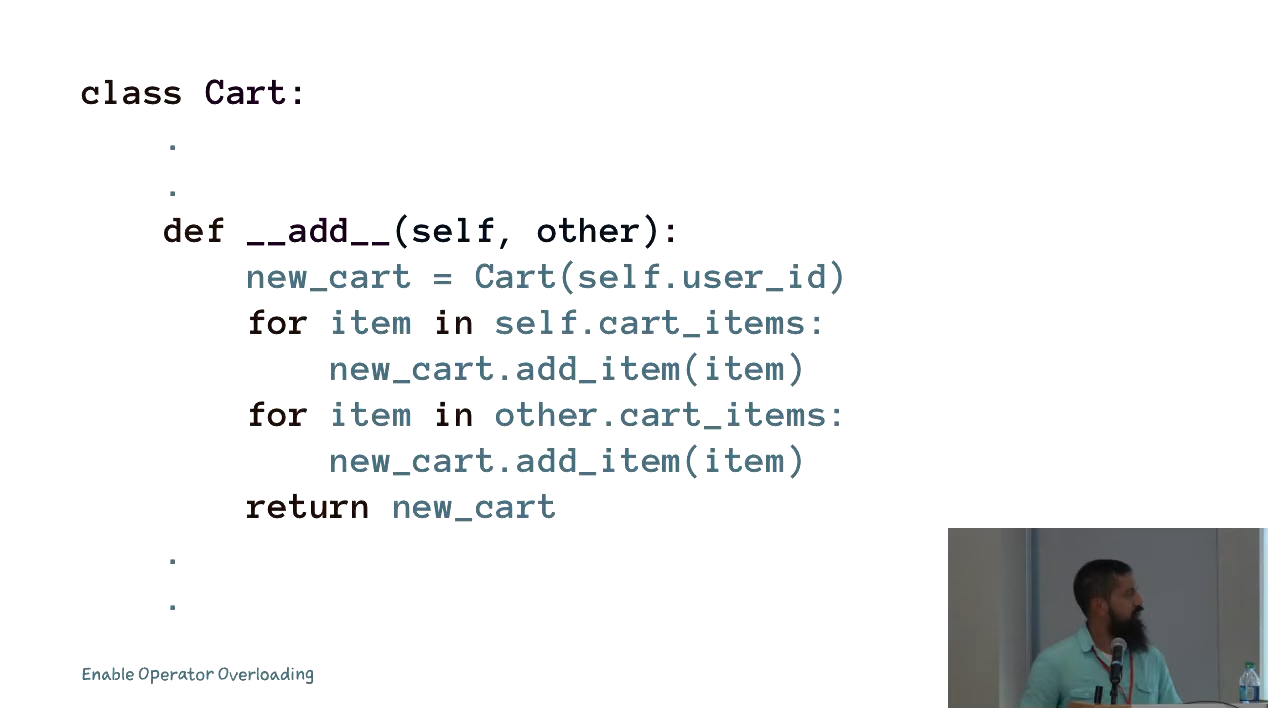 class Cart:
.
.
def __add__(self, other):
new_cart = Cart(self.user_id)
for item in self.cart_items:
new_cart.add_item(item)
for item in other.cart_items:
new_cart.add_item(item)
return new_cart
.
.
Enable Operator Overloading